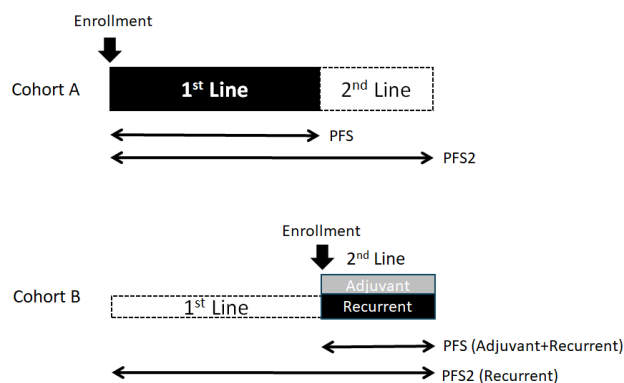 Enrollment
Cohort A
1st Line
2nd Line
PFS
PFS2
Enrollment
2nd Line
Cohort B
Adjuvant
1st Line
Recurrent
PFS (Adjuvant+Recurrent)
PFS2 (Recurrent)